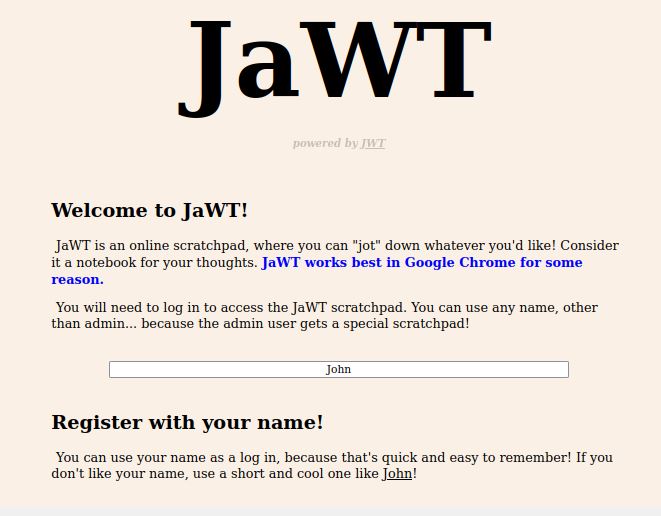 JaWT
powered by JWT
Welcome to JaWT!
JaWT is an online scratchpad, where you can "jot" down whatever you'd like! Consider
it a notebook for your thoughts. JaWT works best in Google Chrome for some
reason.
You will need to log in to access the JaWT scratchpad. You can use any name, other
than admin... because the admin user gets a special scratchpad!
John
Register with your name!
You can use your name as a log in, because that's quick and easy to remember! If you
don't like your name, use a short and cool one like John!